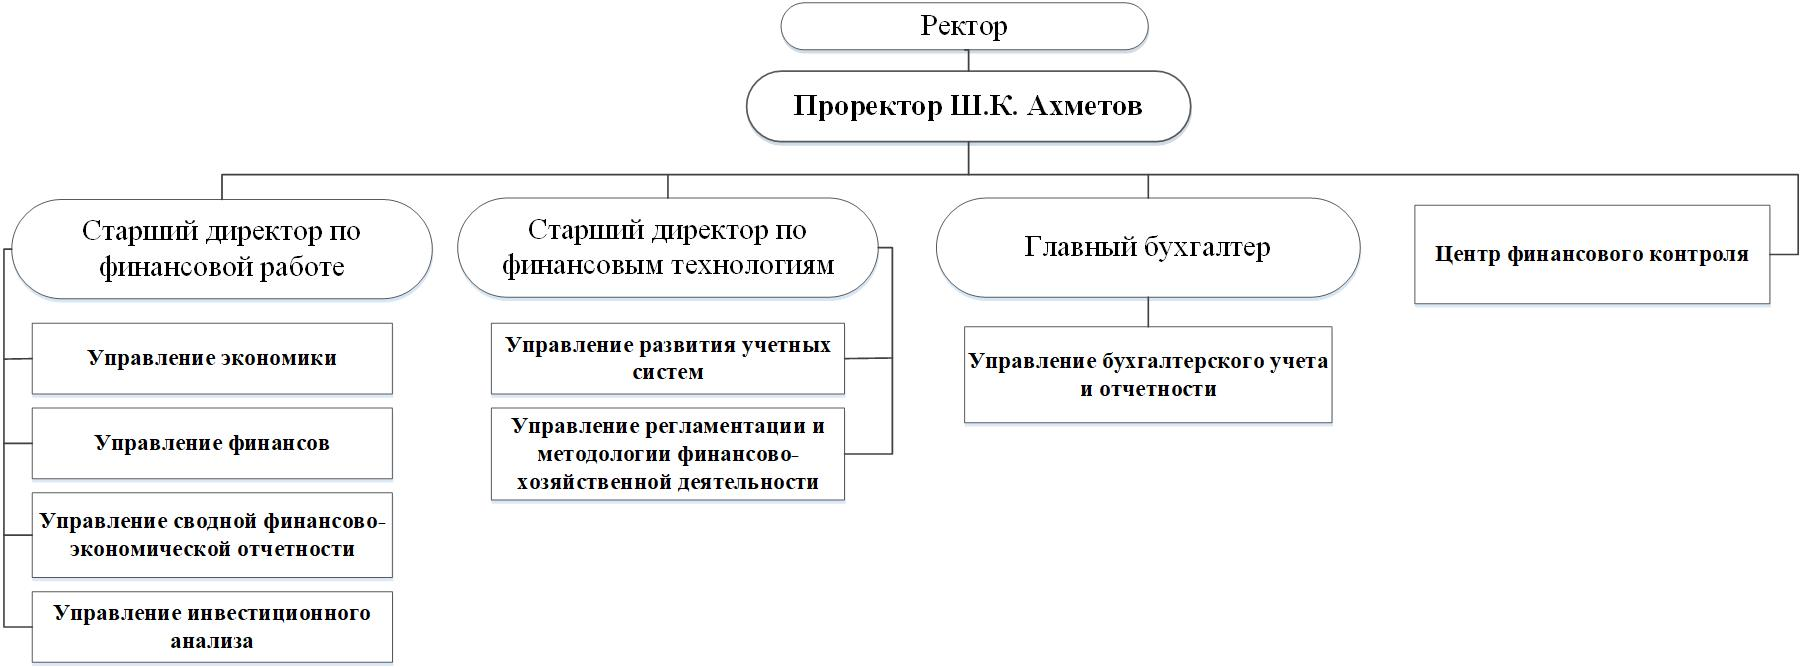 Ректор
Проректор Ш.К. Ахметов
Старший директор по
финансовой работе
Управление экономики
Управление финансов
Управление сводной финансово-
экономической отчетности
Управление инвестиционного
анализа
Старший директор по
финансовым технологиям
Управление развития учетных
систем
Управление регламентации и
методологии финансово-
хозяйственной деятельности
Главный бухгалтер
Управление бухгалтерского учета
и отчетности
Центр финансового контроля